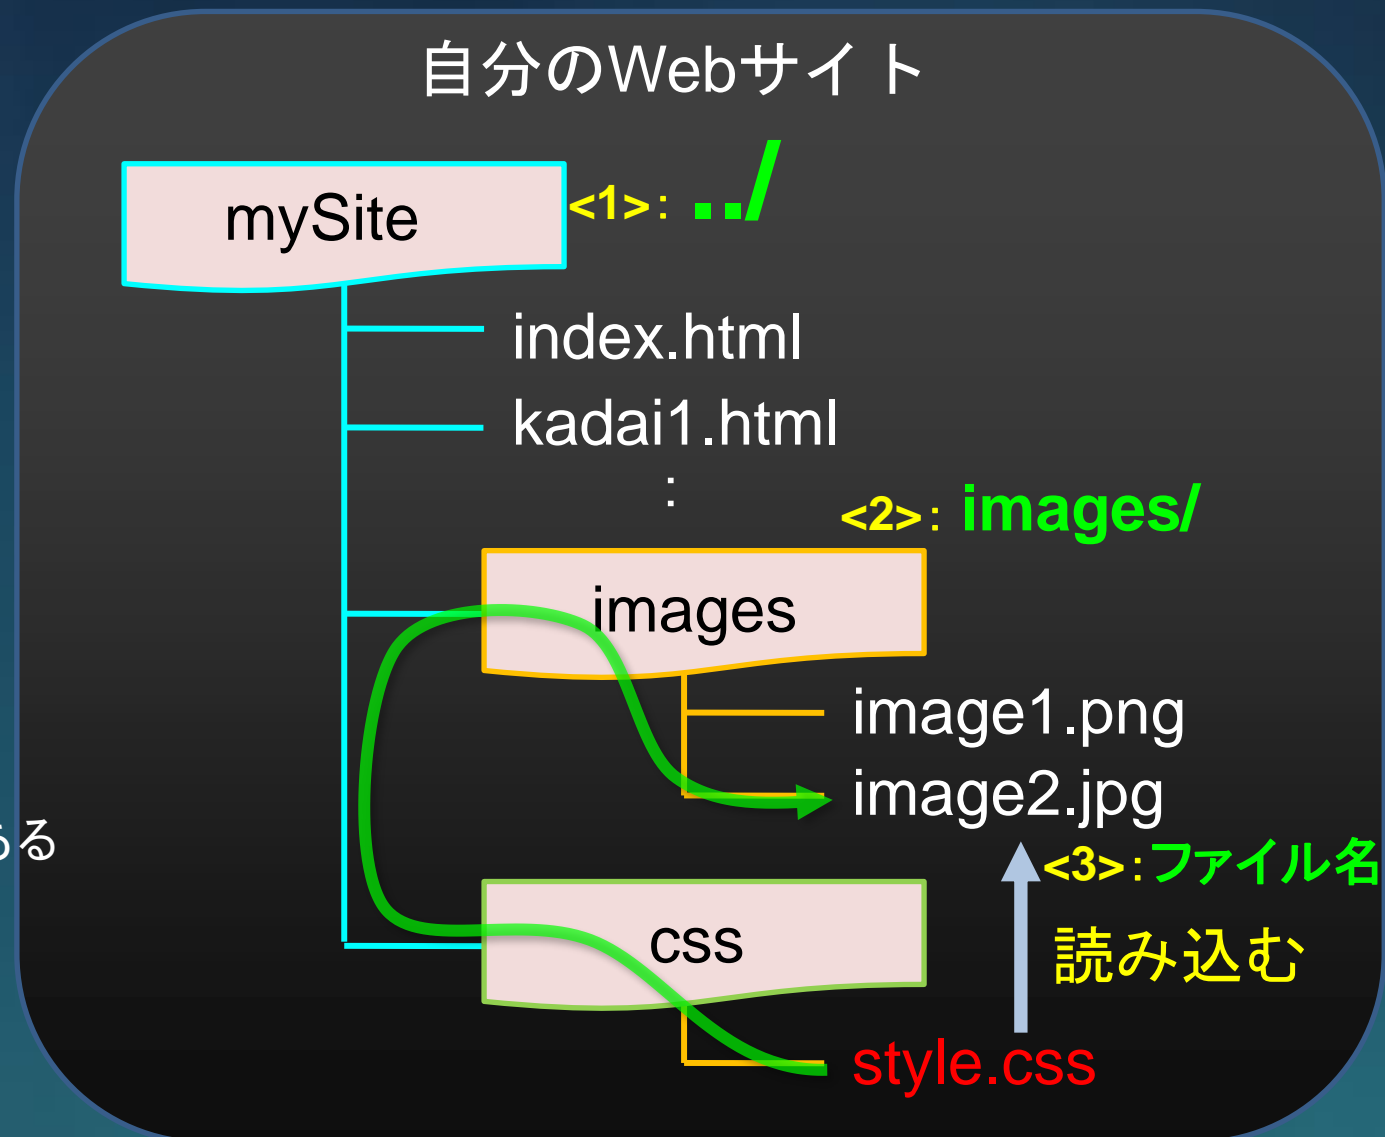 自分のWebサイト
mySite
<1>: ../
index.html
kadai1.html
:
<2>: images/
images
image1.png
image2.jpg
ある
<3>:ファイル名
css
読み込む
style.css